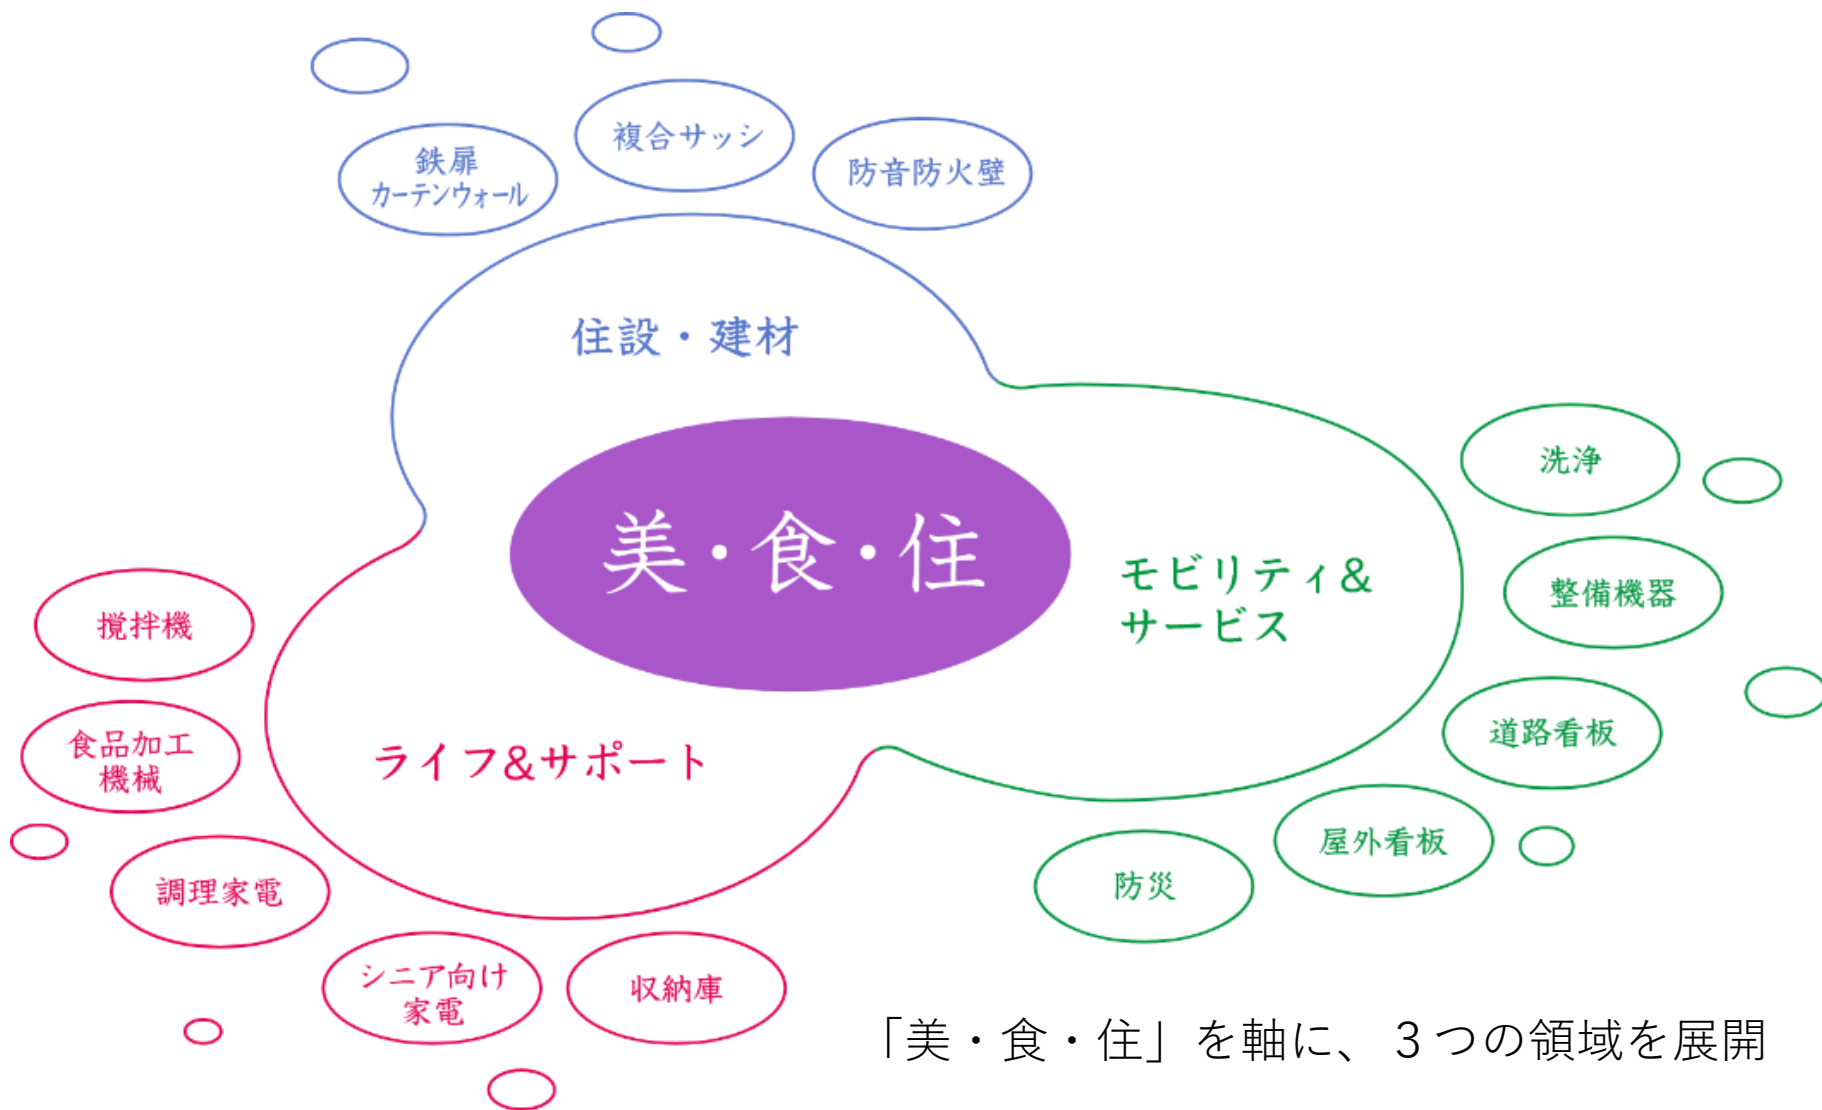 複合サッシ
鉄扉
カーテンウォール
防音防火壁
住設・建材
美・食・住
モビリティ&
サービス
ライフ&サポート
洗浄
整備機器
道路看板
屋外看板
防災
撹拌機
食品加工
機械
調理家電
シニア向け
家電
収納庫
「美・食・住」を軸に、３つの領域を展開